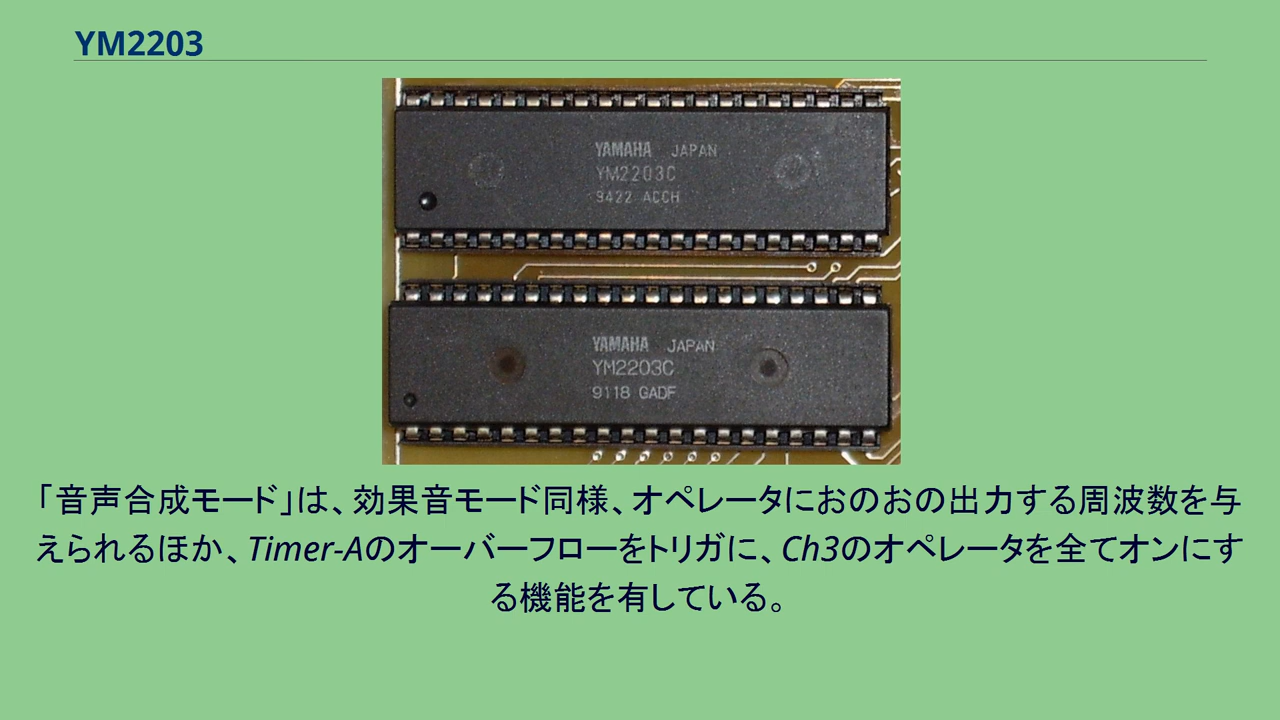 YM2203
YAMAHA JAPAN
YM2203C
9422 ACCH
YAMAHA JAPAN
YM2203C
9118 GADF
「音声合成モード」は、効果音モード同様、オペレータにおのおの出力する周波数を与
えられるほか、Timer-Aのオーバーフローをトリガに、Ch3のオペレータを全てオンにす
る機能を有している。